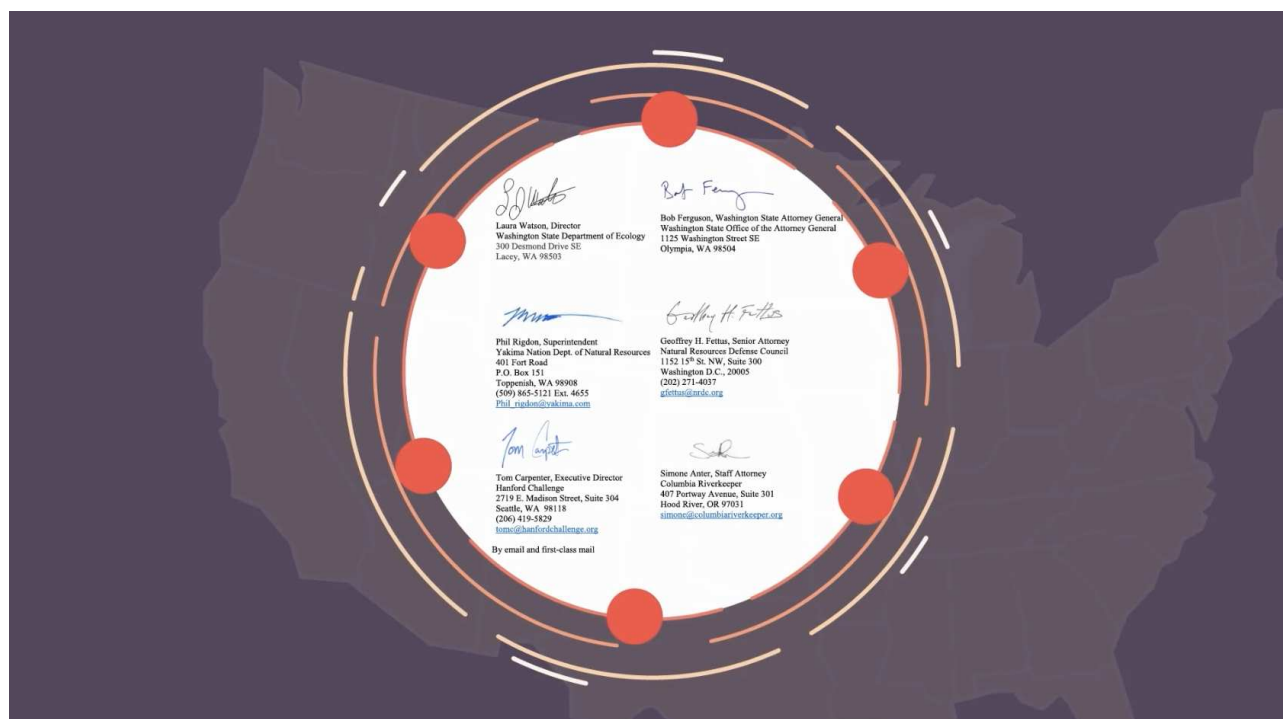 Laura Watson, Director
Washington State Department of Ecology
300 Desmond Drive SE
Lacey, WA 98503
Bob Ferguson, Washington State Attorney General
Washington State Office of the Attorney General
1125 Washington Street SE
Olympia, WA 98504
Phil Rigdon, Superintendent
Yakima Nation Dept. of Natural Resources
401 Fort Road
P.O. Box 151
Toppenish, WA 98908
(509) 865-5121 Ext. 4655
Phil_rigdon@yakima.com
Geoffrey H. Fettus
Geoffrey H. Fettus, Senior Attorney
Natural Resources Defense Council
1152 15th St. NW, Suite 300
Washington D.C., 20005
(202) 271-4037
gfettus@nrdc.org
Tom Carpenter, Executive Director
Hanford Challenge
2719 E. Madison Street, Suite 304
Seattle, WA 98118
(206) 419-5829
tomc@hanfordchallenge.org
Simone Anter, Staff Attorney
Columbia Riverkeeper
407 Portway Avenue, Suite 301
Hood River, OR 97031
simone@columbiariverkeeper.org
By email and first-class mail